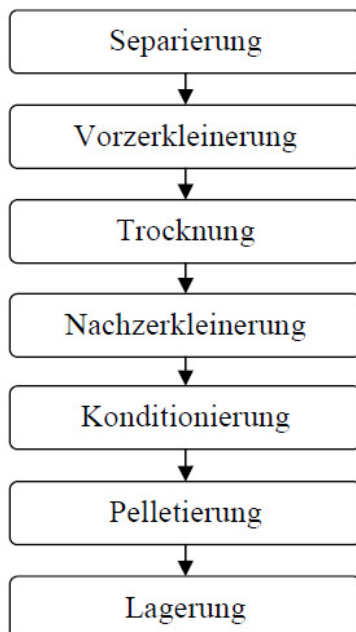 Separierung
Vorzerkleinerung
Trocknung
Nachzerkleinerung
Konditionierung
Pelletierung
Lagerung